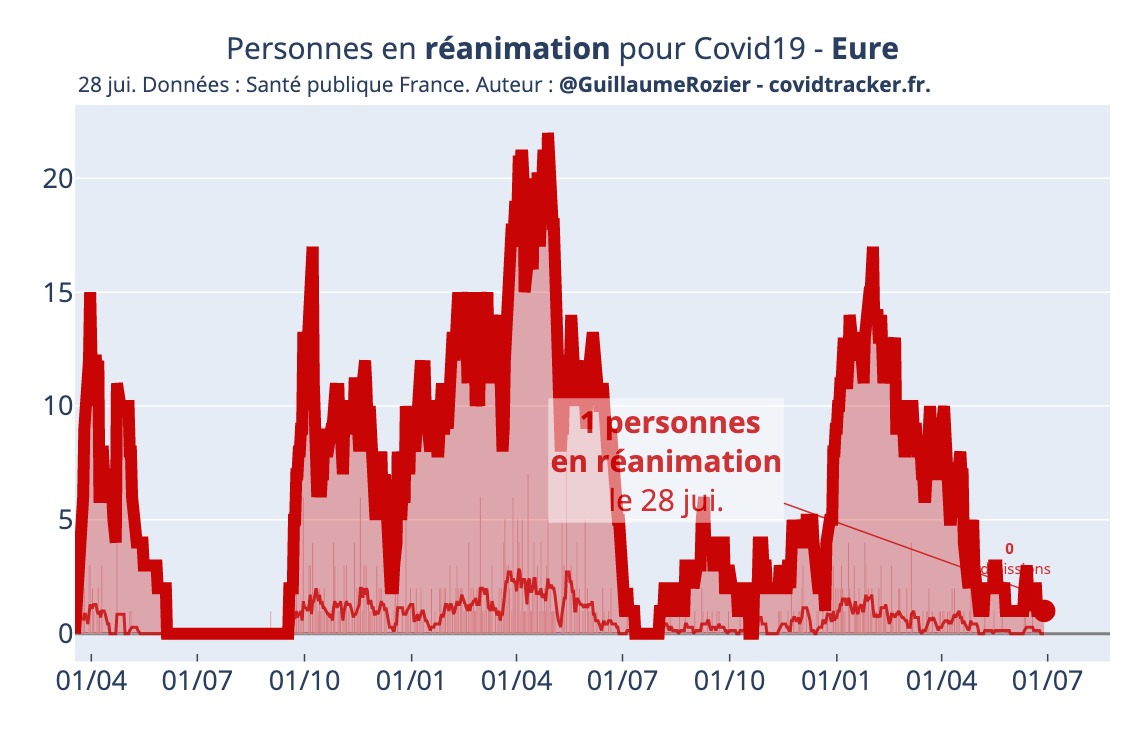 Personnes en réanimation pour Covid19 - Eure
28 jui. Données : Santé publique France. Auteur : @GuillaumeRozier - covidtracker.fr.
20
15
10
5
0
1 personnes
en réanimation
le 28 jui.
0
admissions
01/04 01/07 01/10 01/01 01/04 01/07 01/10 01/01 01/04 01/07